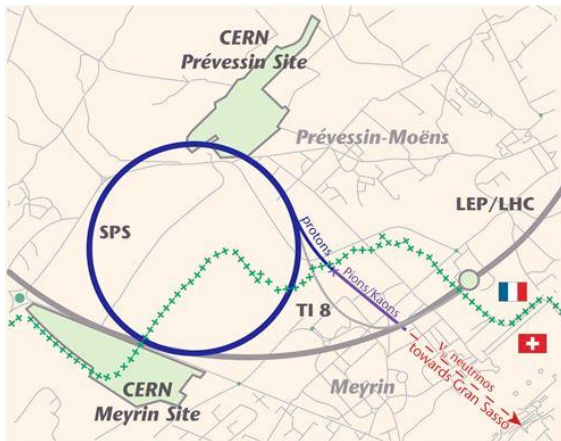 CERN
Prévessin Site
Prévessin-Moëns
LEP/LHC
SPS
protons
Pions/Kaons
TI 8
νμ neutrinos
towards Gran Sasso
Meyrin
CERN
Meyrin Site